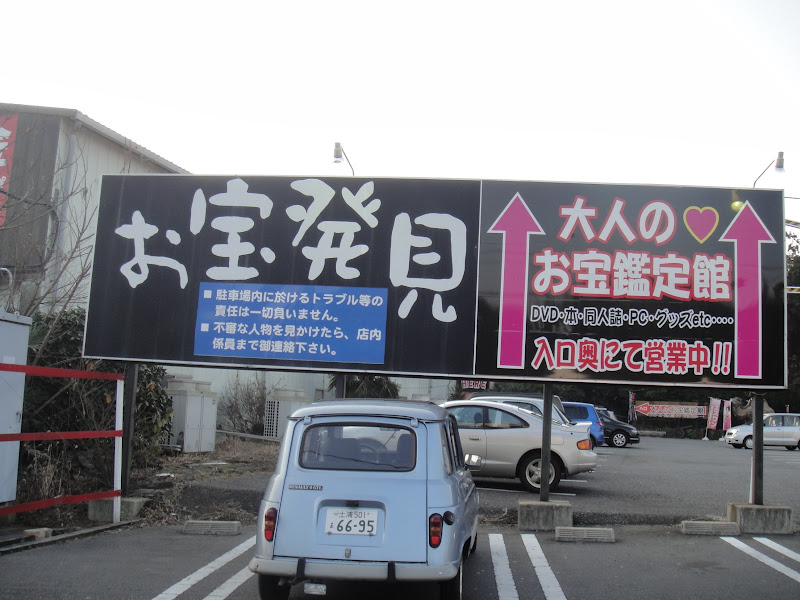 お宝発見
■駐車場内に於けるトラブル等の
責任は一切負いません。
■不審な人物を見かけたら、店内
係員まで御連絡下さい。
大人の
お宝鑑定館
DVD・本・同人誌・PC・グッズetc・・・・・
入口奥にて営業中!!
土浦 501
66-95